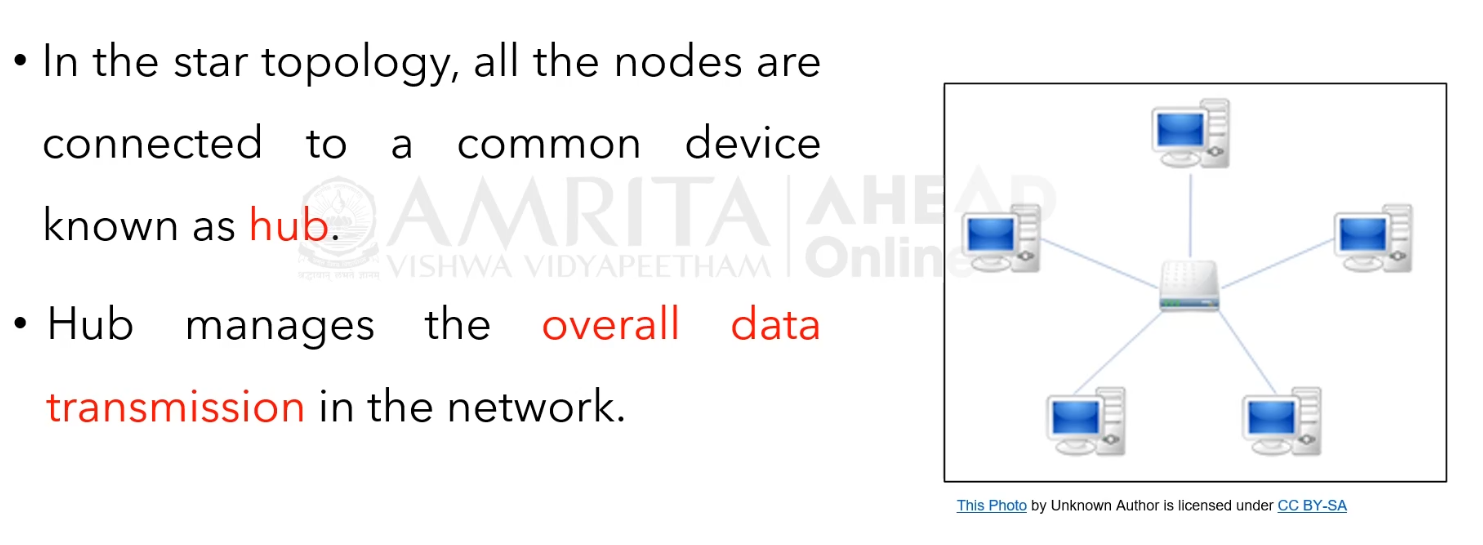 • In the star topology, all the nodes are
connected to a common device
known as hub.
• Hub manages the overall data
transmission in the network.
AMRITA
VISHWA VIDYAPEETHAM
AHEAD
Online
This Photo by Unknown Author is licensed under CC BY-SA